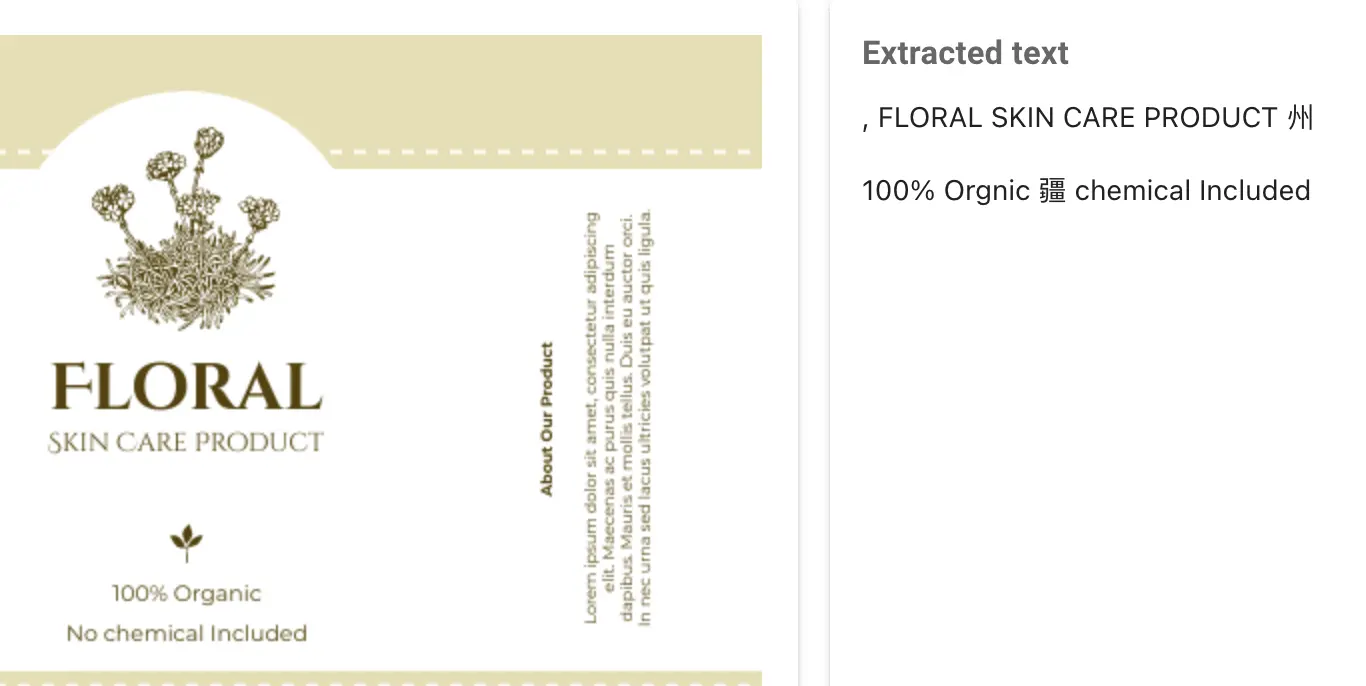 FLORAL
SKIN CARE PRODUCT
100% Organic
No chemical Included
About Our Product
Lorem ipsum dolor sit amet, consectetur adipiscing
elit. Maecenas ac purus quis nulla interdum
dapibus. Mauris et mollis tellus. Duis eu auctor orci.
In nec urna sed lacus ultricies volutpat ut quis ligula.
Extracted text
, FLORAL SKIN CARE PRODUCT 州
100% Orgnic 疆 chemical Included